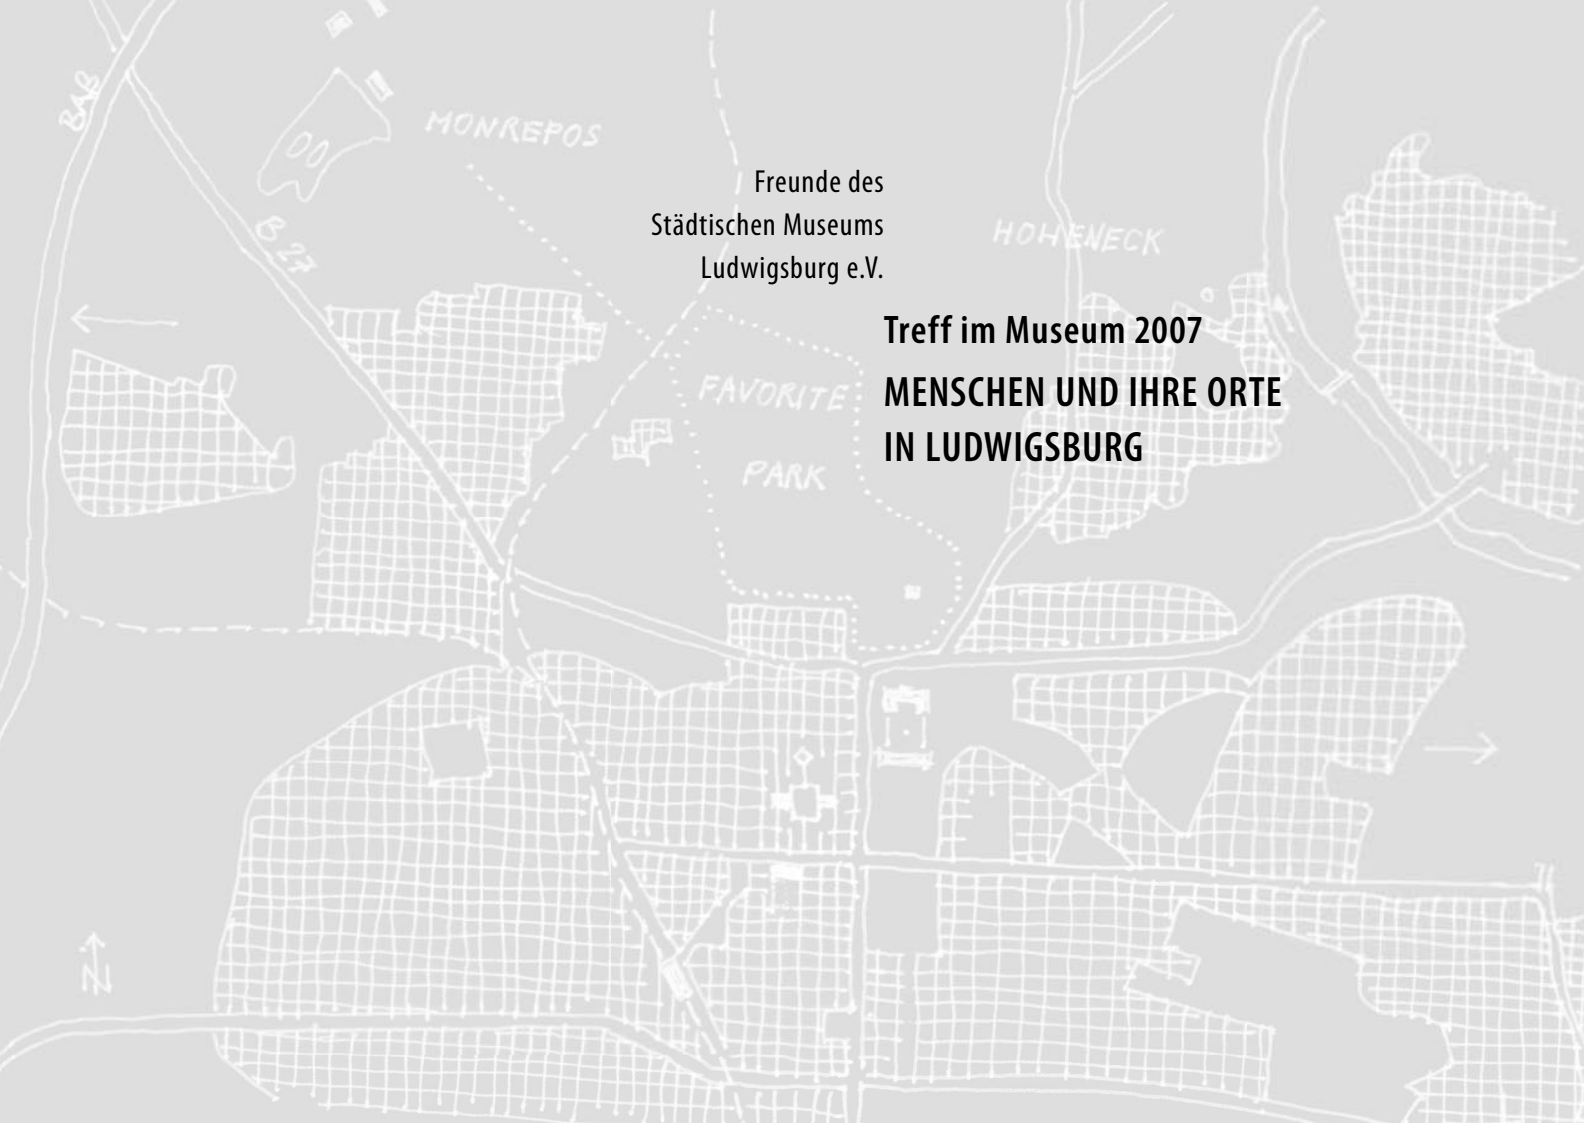 BAB
MONREPOS
B 27
Freunde des
Städtischen Museums
Ludwigsburg e.V.
HOHENECK
Treff im Museum 2007
MENSCHEN UND IHRE ORTE
IN LUDWIGSBURG
FAVORITE
PARK
N